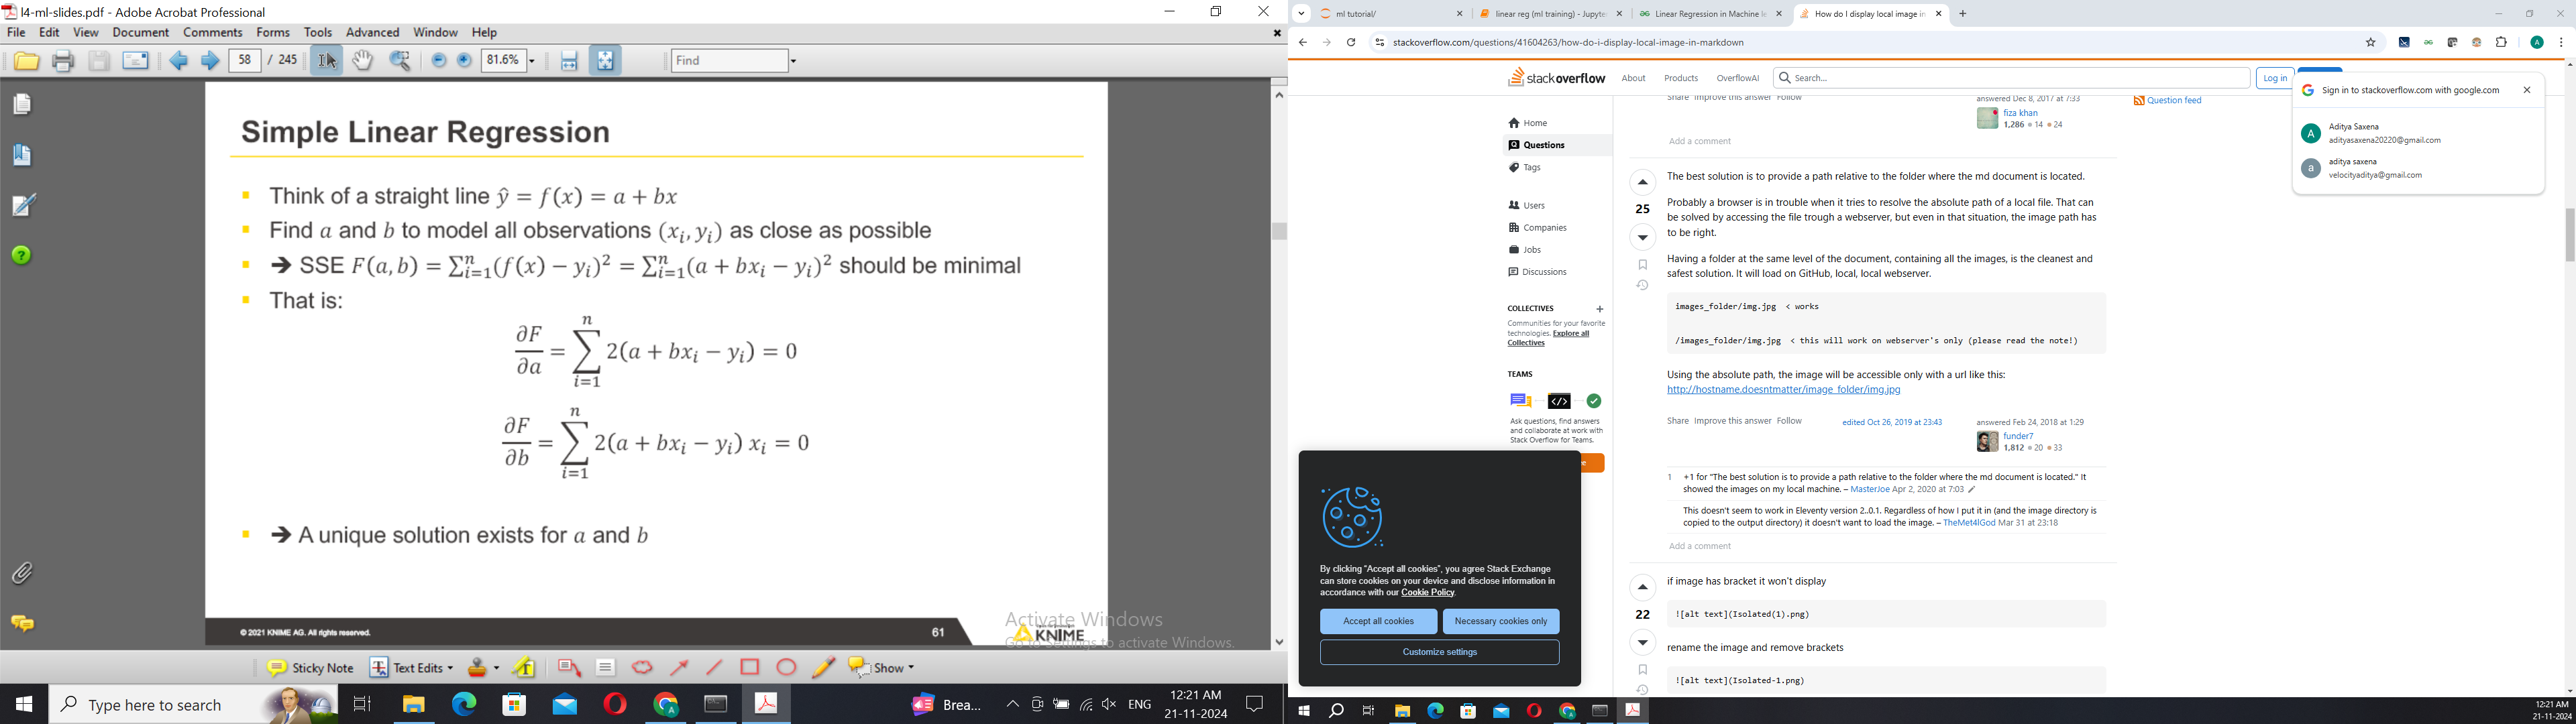 l4-ml-slides.pdf - Adobe Acrobat Professional
File Edit View Document Comments Forms Tools Advanced Window Help
58 / 245 81.6% Find
Simple Linear Regression
Think of a straight line ŷ = f(x) = a + bx
Find a and b to model all observations (xᵢ, yᵢ) as close as possible
➔ SSE F(a, b) = ∑ⁿᵢ₌₁(f(x) − yᵢ)² = ∑ⁿᵢ₌₁(a + bxᵢ − yᵢ)² should be minimal
That is:
∂F/∂a = ∑ⁿᵢ₌₁ 2(a + bxᵢ − yᵢ) = 0
∂F/∂b = ∑ⁿᵢ₌₁ 2(a + bxᵢ − yᵢ) xᵢ = 0
➔ A unique solution exists for a and b
© 2021 KNIME AG. All rights reserved.
61
KNIME
Activate Windows
Go to Settings to activate Windows.
Sticky Note Text Edits Show
Type here to search
Brea...
ENG
12:21 AM
21-11-2024
ml tutorial/
linear reg (ml training) - Jupyte
Linear Regression in Machine le
How do I display local image in
stackoverflow.com/questions/41604263/how-do-i-display-local-image-in-markdown
stackoverflow
About Products OverflowAI
Search...
Log in
Sign in to stackoverflow.com with google.com
Aditya Saxena
adityasaxena20220@gmail.com
aditya saxena
velocityaditya@gmail.com
Home
Questions
Tags
Users
Companies
Jobs
Discussions
COLLECTIVES
Communities for your favorite
technologies. Explore all
Collectives
TEAMS
Ask questions, find answers
and collaborate at work with
Stack Overflow for Teams.
Share Improve this answer Follow
answered Dec 8, 2017 at 7:33
fiza khan
1,286 14 24
Question feed
Add a comment
25
The best solution is to provide a path relative to the folder where the md document is located.
Probably a browser is in trouble when it tries to resolve the absolute path of a local file. That can
be solved by accessing the file trough a webserver, but even in that situation, the image path has
to be right.
Having a folder at the same level of the document, containing all the images, is the cleanest and
safest solution. It will load on GitHub, local, local webserver.
images_folder/img.jpg < works
/images_folder/img.jpg < this will work on webserver's only (please read the note!)
Using the absolute path, the image will be accessible only with a url like this:
http://hostname.doesntmatter/image_folder/img.jpg
Share Improve this answer Follow
edited Oct 26, 2019 at 23:43
answered Feb 24, 2018 at 1:29
funder7
1,812 20 33
1 +1 for "The best solution is to provide a path relative to the folder where the md document is located." It
showed the images on my local machine. – MasterJoe Apr 2, 2020 at 7:03
This doesn't seem to work in Eleventy version 2..0.1. Regardless of how I put it in (and the image directory is
copied to the output directory) it doesn't want to load the image. – TheMet4lGod Mar 31 at 23:18
Add a comment
22
if image has bracket it won't display
![alt text](Isolated(1).png)
rename the image and remove brackets
![alt text](Isolated-1.png)
By clicking "Accept all cookies", you agree Stack Exchange
can store cookies on your device and disclose information in
accordance with our Cookie Policy.
Accept all cookies
Necessary cookies only
Customize settings
12:21 AM
21-11-2024